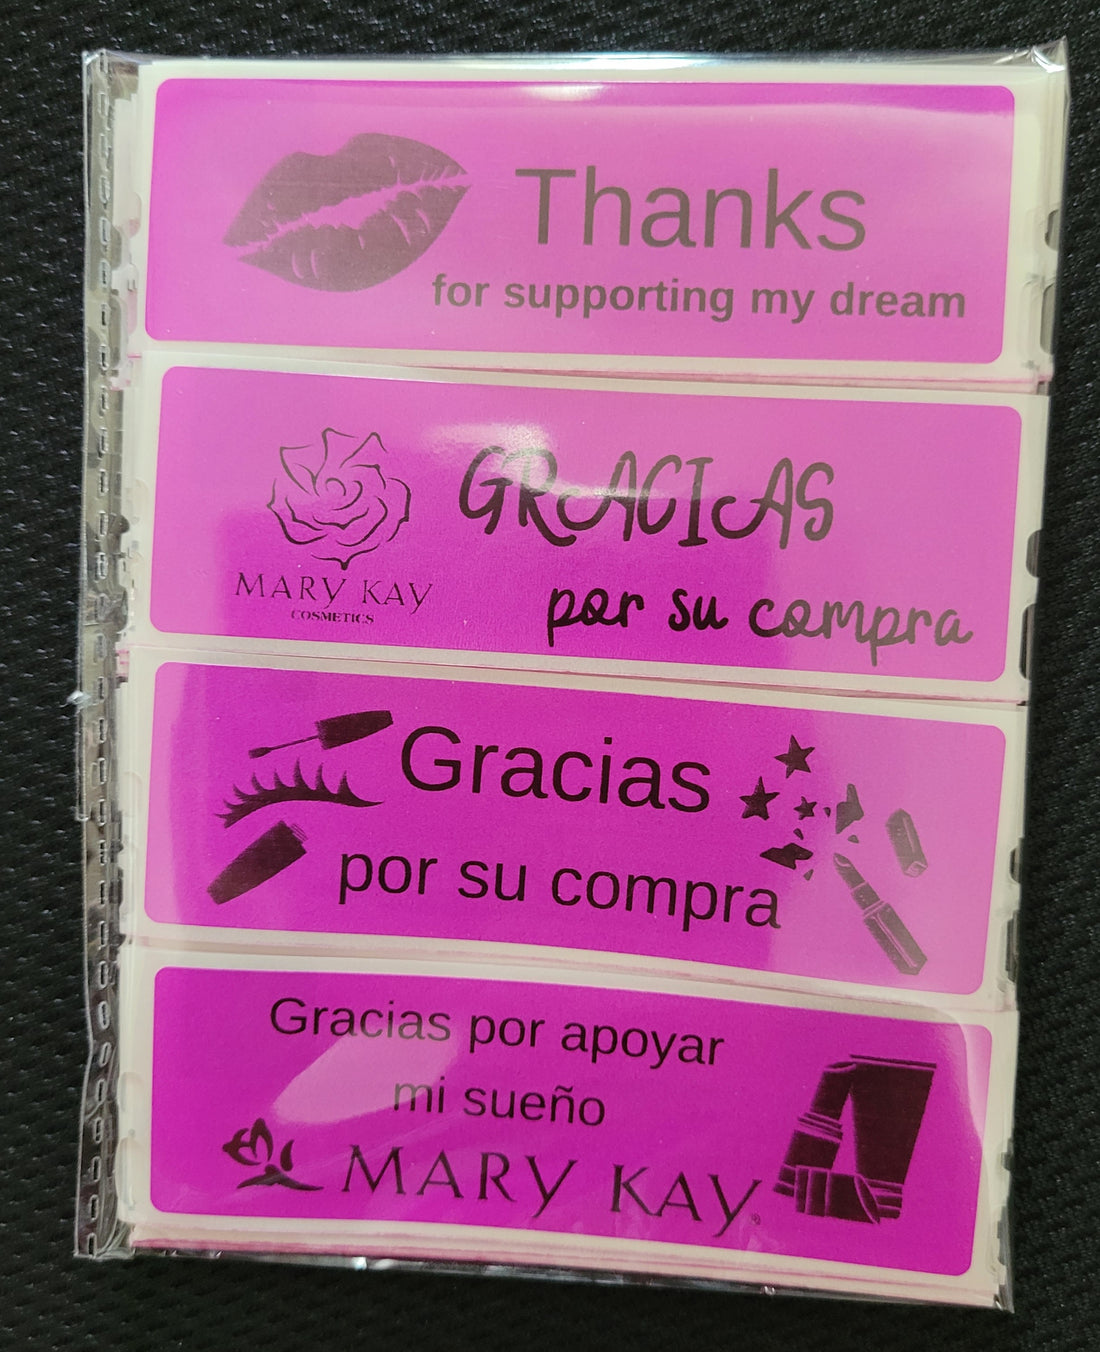 Thanks
for supporting my dream
GRACIAS
MARY KAY
COSMETICS
por su compra
Gracias
por su compra
Gracias por apoyar
mi sueño
MARY KAY®